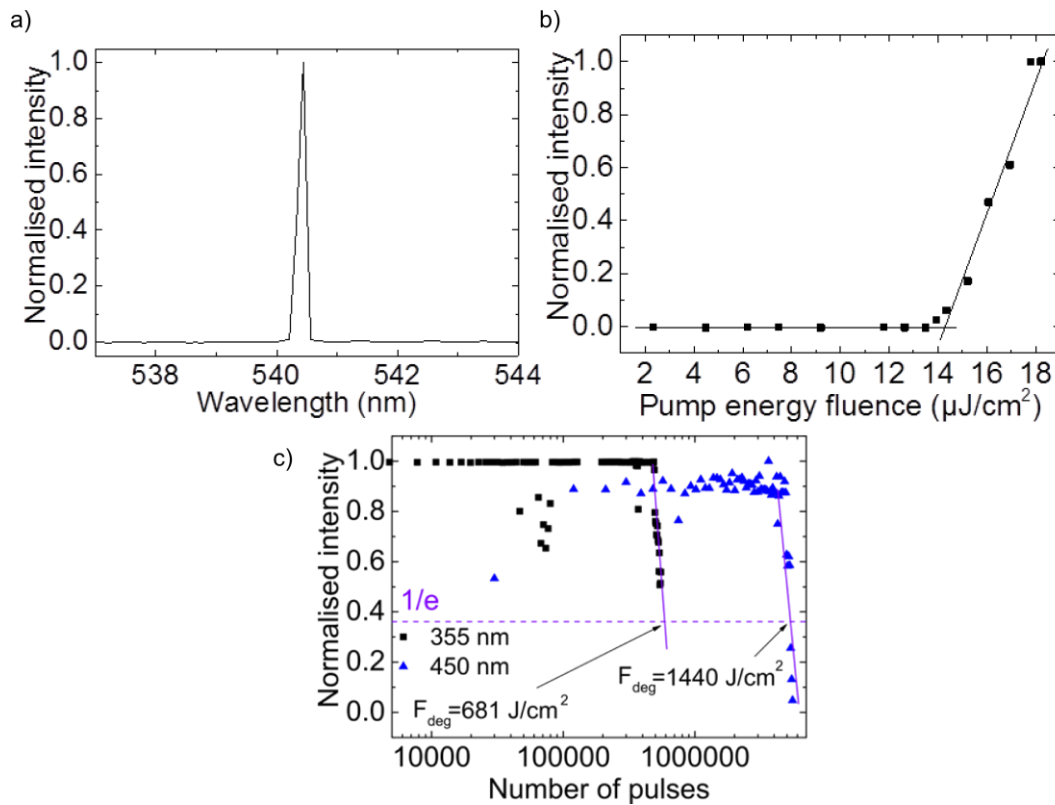 a)
Normalised intensity
1.0
0.8
0.6
0.4
0.2
0.0
538 540 542 544
Wavelength (nm)
b)
Normalised intensity
1.0
0.8
0.6
0.4
0.2
0.0
2 4 6 8 10 12 14 16 18
Pump energy fluence (µJ/cm²)
c)
Normalised intensity
1.0
0.8
0.6
0.4
0.2
0.0
1/e
355 nm
450 nm
F_deg=681 J/cm²
F_deg=1440 J/cm²
10000 100000 1000000
Number of pulses